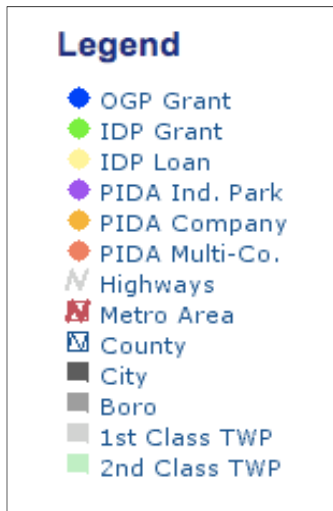 Legend
OGP Grant
IDP Grant
IDP Loan
PIDA Ind. Park
PIDA Company
PIDA Multi-Co.
Highways
Metro Area
County
City
Boro
1st Class TWP
2nd Class TWP